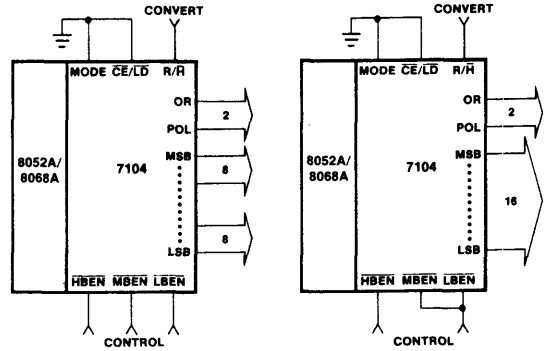 CONVERT
MODE CE/LD R/H
OR
2
POL
MSB
8052A/
8068A
7104
8
8
LSB
HBEN MBEN LBEN
CONTROL
CONVERT
MODE CE/LD R/H
OR
2
POL
MSB
8052A/
8068A
7104
16
LSB
HBEN MBEN LBEN
CONTROL